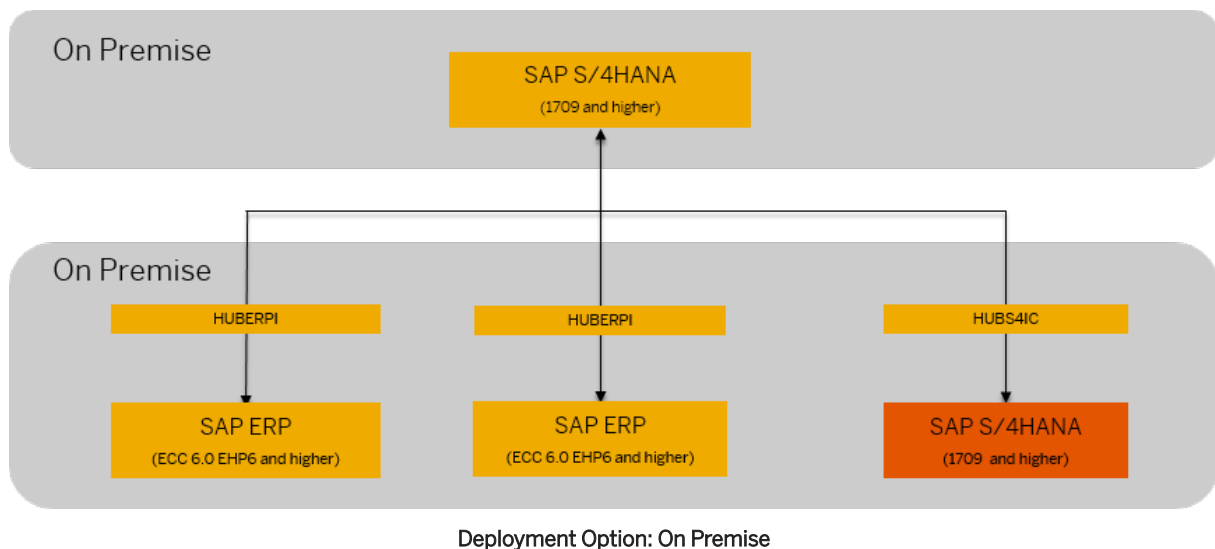 On Premise
SAP S/4HANA
(1709 and higher)
On Premise
HUBERPI
HUBERPI
HUBS4IC
SAP ERP
(ECC 6.0 EHP6 and higher)
SAP ERP
(ECC 6.0 EHP6 and higher)
SAP S/4HANA
(1709 and higher)
Deployment Option: On Premise